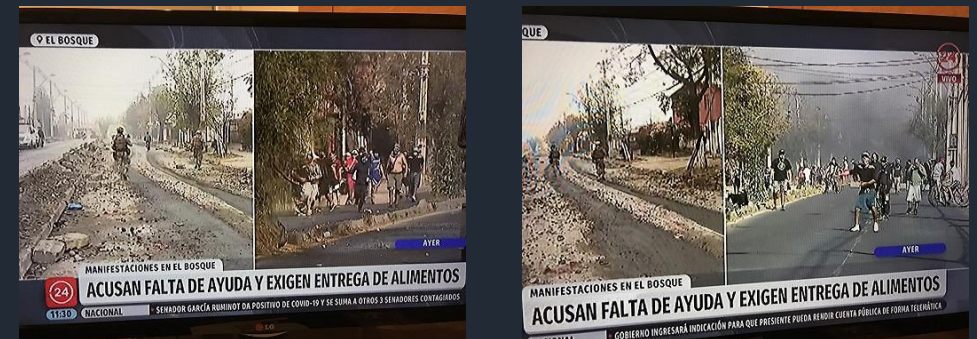 EL BOSQUE
AYER
MANIFESTACIONES EN EL BOSQUE
ACUSAN FALTA DE AYUDA Y EXIGEN ENTREGA DE ALIMENTOS
24
11:30 NACIONAL SENADOR GARCÍA RUMINOT DA POSITIVO DE COVID-19 Y SE SUMA A OTROS 3 SENADORES CONTAGIADOS
LG
QUE
24
VIVO
AYER
MANIFESTACIONES EN EL BOSQUE
ACUSAN FALTA DE AYUDA Y EXIGEN ENTREGA DE ALIMENTOS
GOBIERNO INGRESARÁ INDICACIÓN PARA QUE PRESIENTE PUEDA RENDIR CUENTA PÚBLICA DE FORMA TELEMÁTICA